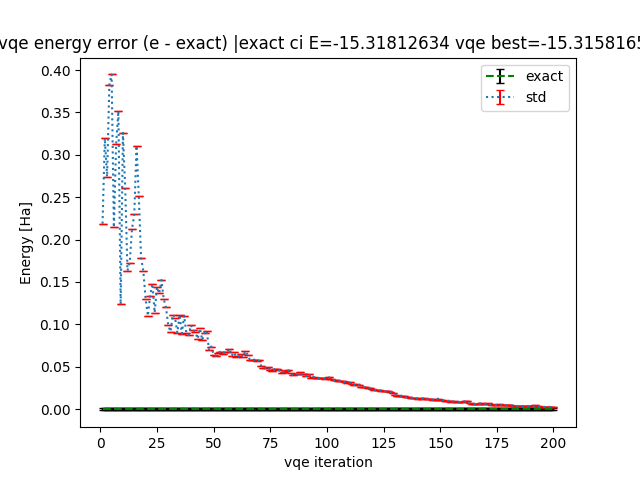 vqe energy error (e - exact) |exact ci E=-15.31812634 vqe best=-15.3158165
exact
std
Energy [Ha]
0.40
0.35
0.30
0.25
0.20
0.15
0.10
0.05
0.00
0 25 50 75 100 125 150 175 200
vqe iteration